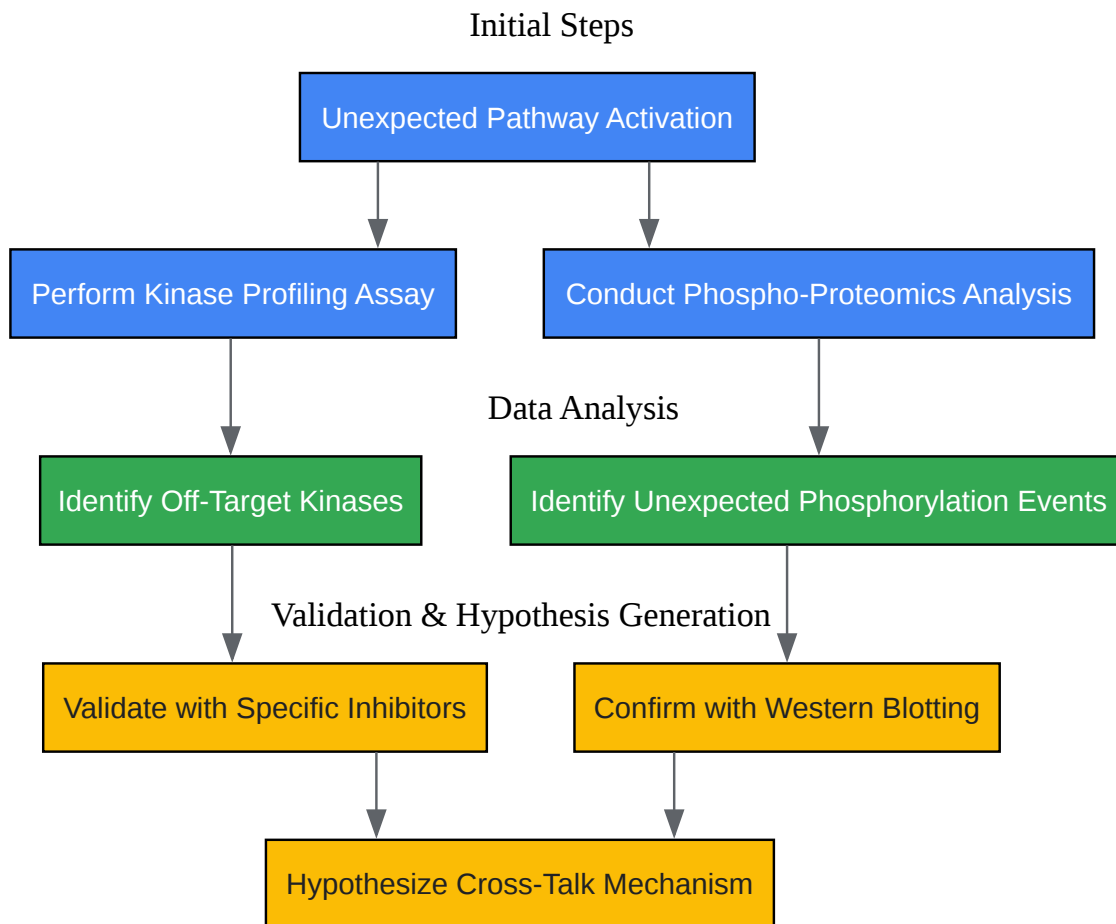 Initial Steps
Unexpected Pathway Activation
Perform Kinase Profiling Assay
Conduct Phospho-Proteomics Analysis
Data Analysis
Identify Off-Target Kinases
Identify Unexpected Phosphorylation Events
Validation & Hypothesis Generation
Validate with Specific Inhibitors
Confirm with Western Blotting
Hypothesize Cross-Talk Mechanism